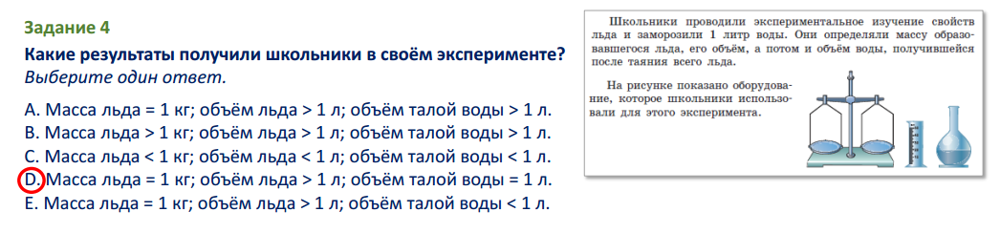 Задание 4
Какие результаты получили школьники в своём эксперименте?
Выберите один ответ.
A. Масса льда = 1 кг; объём льда > 1 л; объём талой воды > 1 л.
B. Масса льда > 1 кг; объём льда > 1 л; объём талой воды > 1 л.
C. Масса льда < 1 кг; объём льда < 1 л; объём талой воды < 1 л.
D. Масса льда = 1 кг; объём льда > 1 л; объём талой воды = 1 л.
E. Масса льда = 1 кг; объём льда > 1 л; объём талой воды < 1 л.
Школьники проводили экспериментальное изучение свойств
льда и заморозили 1 литр воды. Они определяли массу образо-
вавшегося льда, его объём, а потом и объём воды, получившейся
после таяния всего льда.
На рисунке показано оборудова-
ние, которое школьники использо-
вали для этого эксперимента.